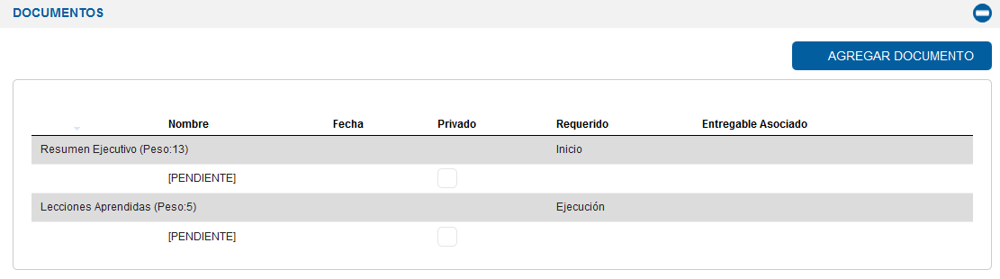 DOCUMENTOS
AGREGAR DOCUMENTO
Nombre Fecha Privado Requerido Entregable Asociado
Resumen Ejecutivo (Peso:13) Inicio
[PENDIENTE]
Lecciones Aprendidas (Peso:5) Ejecución
[PENDIENTE]